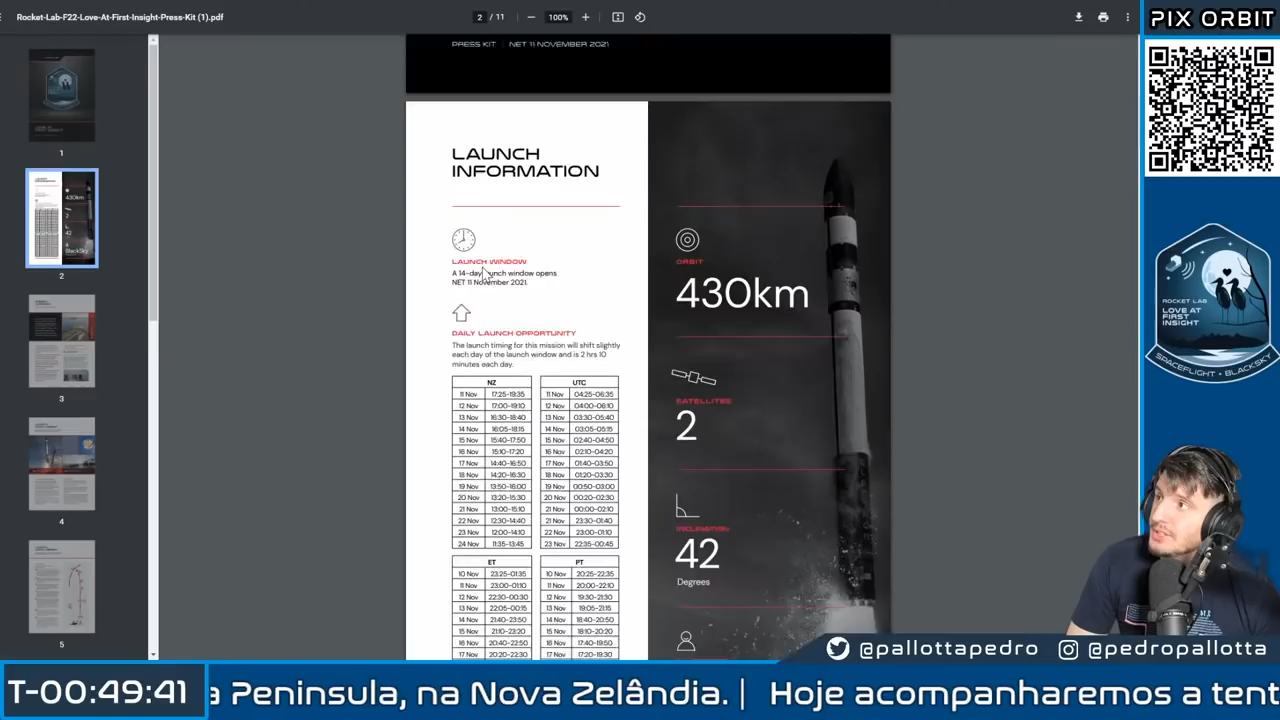 Rocket-Lab-F22-Love-At-First-Insight-Press-Kit (1).pdf
2 / 11
100%
PIX ORBIT
PRESS KIT | NET 11 NOVEMBER 2021
1
2
3
4
5
LAUNCH
INFORMATION
LAUNCH WINDOW
A 14-day launch window opens
NET 11 November 2021.
DAILY LAUNCH OPPORTUNITY
The launch timing for this mission will shift slightly
each day of the launch window and is 2 hrs 10
minutes each day.
NZ UTC
11 Nov 17:25-19:35 11 Nov 04:25-06:35
12 Nov 17:00-19:10 12 Nov 04:00-06:10
13 Nov 16:30-18:40 13 Nov 03:30-05:40
14 Nov 16:05-18:15 14 Nov 03:05-05:15
15 Nov 15:40-17:50 15 Nov 02:40-04:50
16 Nov 15:10-17:20 16 Nov 02:10-04:20
17 Nov 14:40-16:50 17 Nov 01:40-03:50
18 Nov 14:20-16:30 18 Nov 01:20-03:30
19 Nov 13:50-16:00 19 Nov 00:50-03:00
20 Nov 13:20-15:30 20 Nov 00:20-02:30
21 Nov 13:00-15:10 21 Nov 00:00-02:10
22 Nov 12:30-14:40 21 Nov 23:30-01:40
23 Nov 12:00-14:10 22 Nov 23:00-01:10
24 Nov 11:35-13:45 23 Nov 22:35-00:45
ET PT
10 Nov 23:25-01:35 10 Nov 20:25-22:35
11 Nov 23:00-01:10 11 Nov 20:00-22:10
12 Nov 22:30-00:30 12 Nov 19:30-21:30
13 Nov 22:05-00:15 13 Nov 19:05-21:15
14 Nov 21:40-23:50 14 Nov 18:40-20:50
15 Nov 21:10-23:20 15 Nov 18:10-20:20
16 Nov 20:40-22:50 16 Nov 17:40-19:50
17 Nov 20:20-22:30 17 Nov 17:20-19:30
ORBIT
430km
SATELLITES
2
INCLINATION
42
Degrees
ROCKET LAB
LOVE AT
FIRST
INSIGHT
SPACEFLIGHT • BLACKSKY
@pallottapedro @pedropallotta
T-00:49:41
a Peninsula, na Nova Zelândia. | Hoje acompanharemos a tent